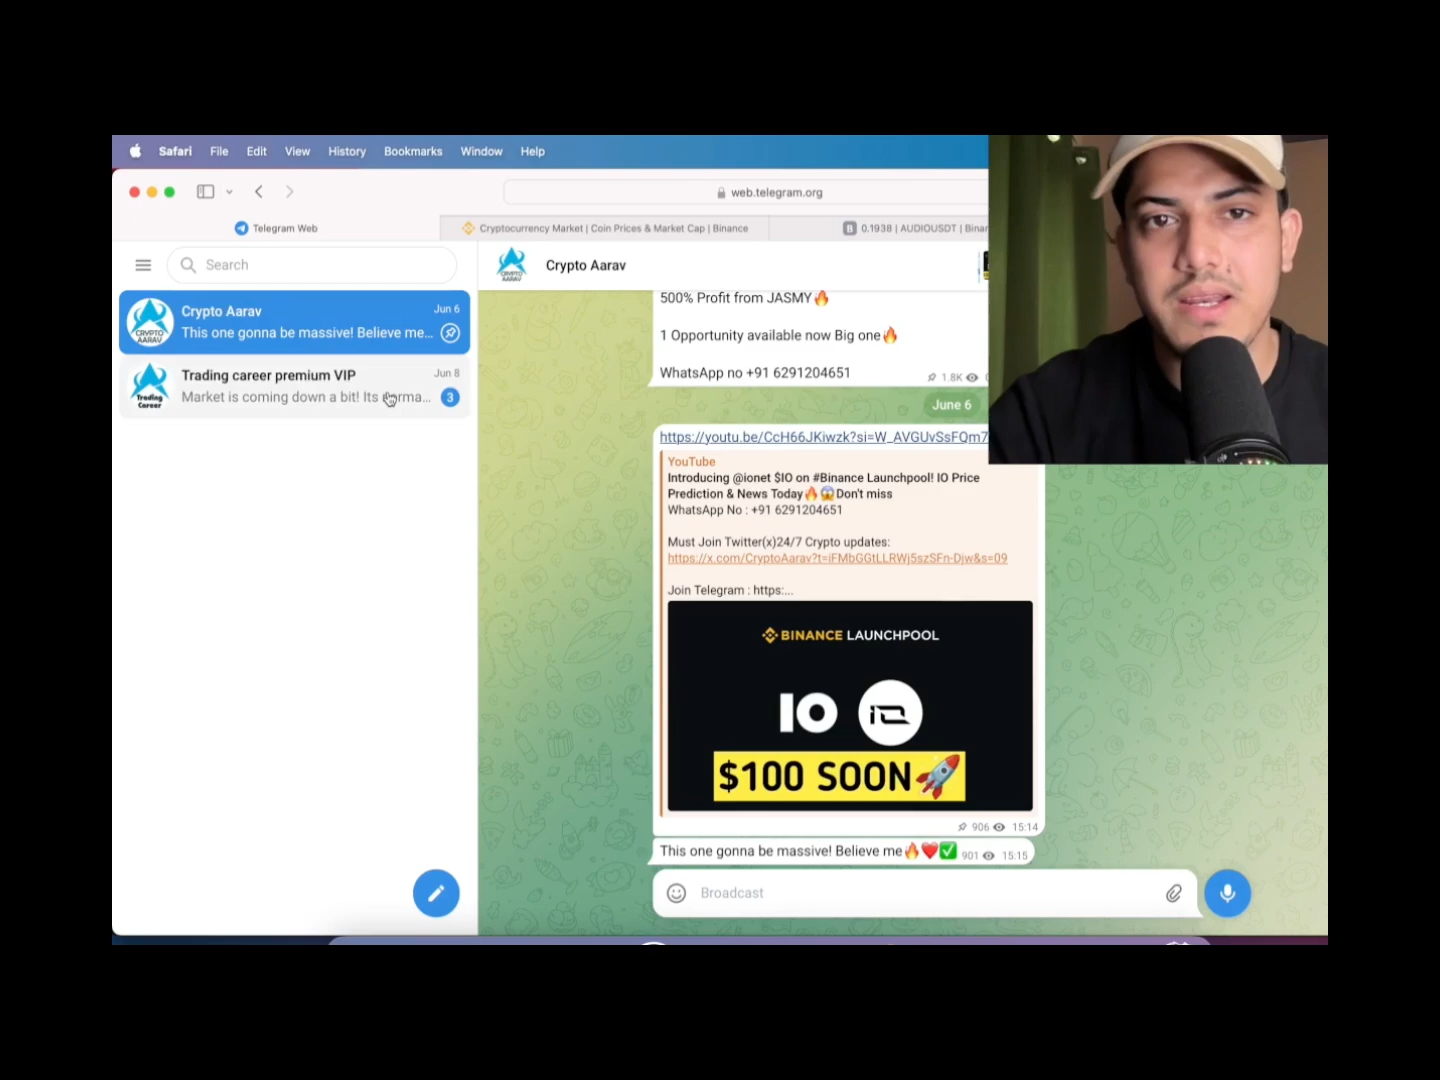 Safari File Edit View History Bookmarks Window Help
web.telegram.org
Telegram Web
Cryptocurrency Market | Coin Prices & Market Cap | Binance
0.1938 | AUDIOUSDT | Binan
Search
Crypto Aarav
Jun 6
This one gonna be massive! Believe me...
Trading career premium VIP
Jun 8
Market is coming down a bit! Its
3
CRYPTO
AARAV
Trading
Career
Crypto Aarav
500% Profit from JASMY🔥
1 Opportunity available now Big one🔥
WhatsApp no +91 6291204651
1.8K
June 6
https://youtu.be/CcH66JKiwzk?si=W_AVGUvSsFQm7
YouTube
Introducing @ionet $IO on #Binance Launchpool! IO Price
Prediction & News Today🔥😱Don't miss
WhatsApp No : +91 6291204651
Must Join Twitter(x)24/7 Crypto updates:
https://x.com/CryptoAarav?t=iFMbGGtLLRWj5szSFn-Djw&s=09
Join Telegram : https:...
BINANCE LAUNCHPOOL
IO
$100 SOON🚀
906 15:14
This one gonna be massive! Believe me🔥❤️✅ 901 15:15
Broadcast